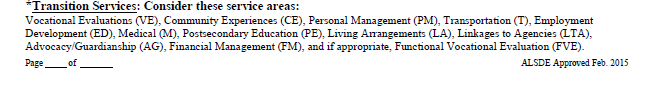 *Transition Services: Consider these service areas:
Vocational Evaluations (VE), Community Experiences (CE), Personal Management (PM), Transportation (T), Employment
Development (ED), Medical (M), Postsecondary Education (PE), Living Arrangements (LA), Linkages to Agencies (LTA),
Advocacy/Guardianship (AG), Financial Management (FM), and if appropriate, Functional Vocational Evaluation (FVE).
Page ____ of ______ ALSDE Approved Feb. 2015